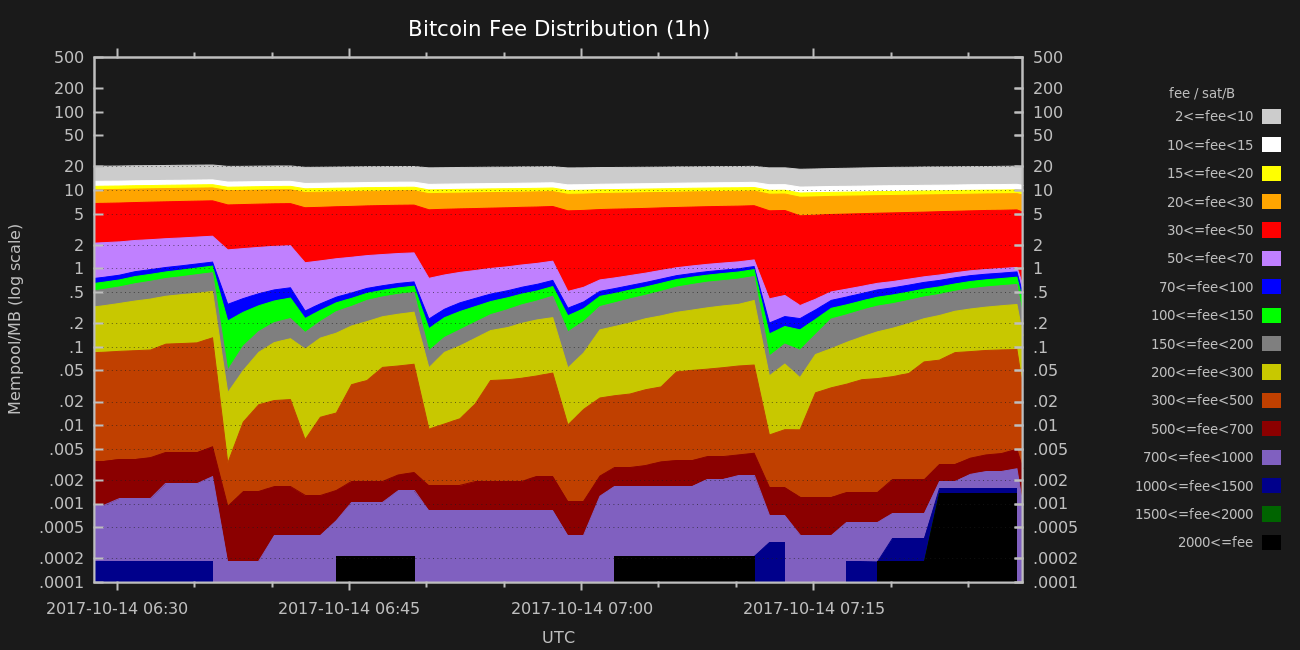 Bitcoin Fee Distribution (1h)
500
200
100
50
20
10
5
2
1
.5
.2
.1
.05
.02
.01
.005
.002
.001
.0005
.0002
.0001
Mempool/MB (log scale)
500
200
100
50
20
10
5
2
1
.5
.2
.1
.05
.02
.01
.005
.002
.001
.0005
.0002
.0001
2017-10-14 06:30
2017-10-14 06:45
2017-10-14 07:00
2017-10-14 07:15
UTC
fee / sat/B
2<=fee<10
10<=fee<15
15<=fee<20
20<=fee<30
30<=fee<50
50<=fee<70
70<=fee<100
100<=fee<150
150<=fee<200
200<=fee<300
300<=fee<500
500<=fee<700
700<=fee<1000
1000<=fee<1500
1500<=fee<2000
2000<=fee